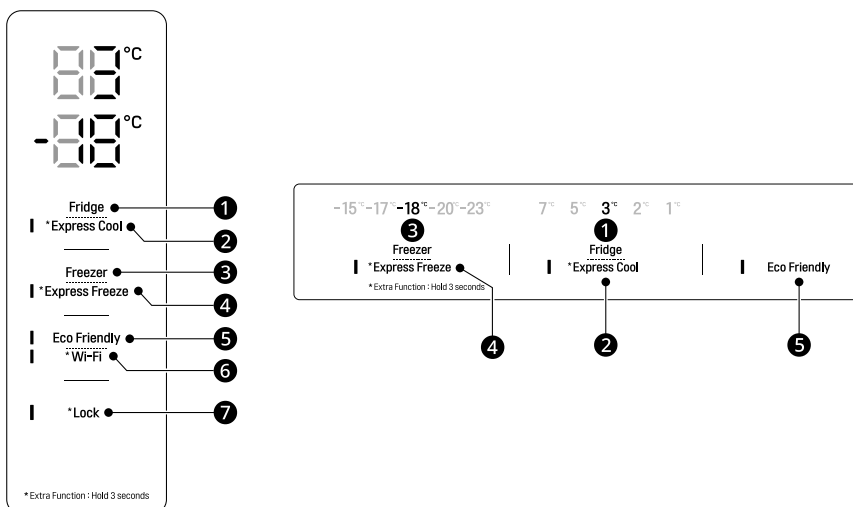 3 °C
-18 °C
Fridge 1
*Express Cool 2
Freezer 3
*Express Freeze 4
Eco Friendly 5
*Wi-Fi 6
*Lock 7
*Extra Function : Hold 3 seconds
-15°C -17°C -18°C -20°C -23°C 7°C 5°C 3°C 2°C 1°C
3 1
Freezer Fridge
*Express Freeze *Express Cool Eco Friendly
*Extra Function : Hold 3 seconds
4 2 5